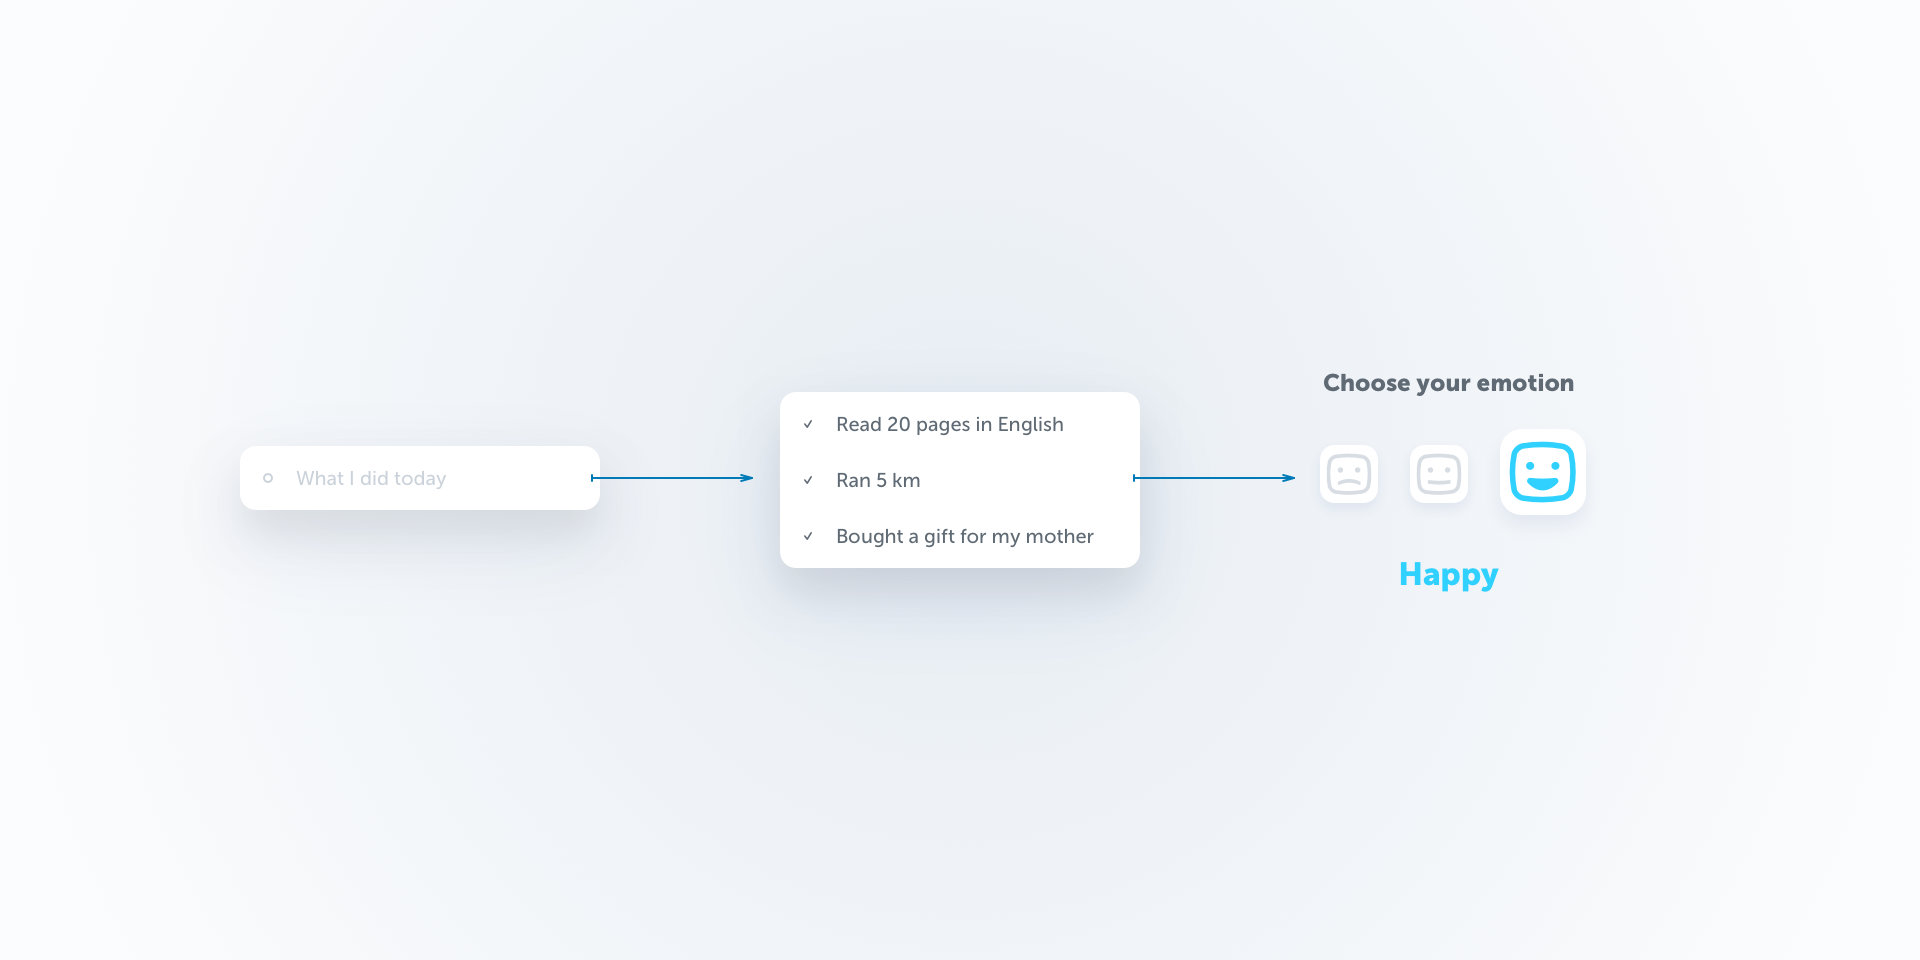 What I did today
Read 20 pages in English
Ran 5 km
Bought a gift for my mother
Choose your emotion
Happy